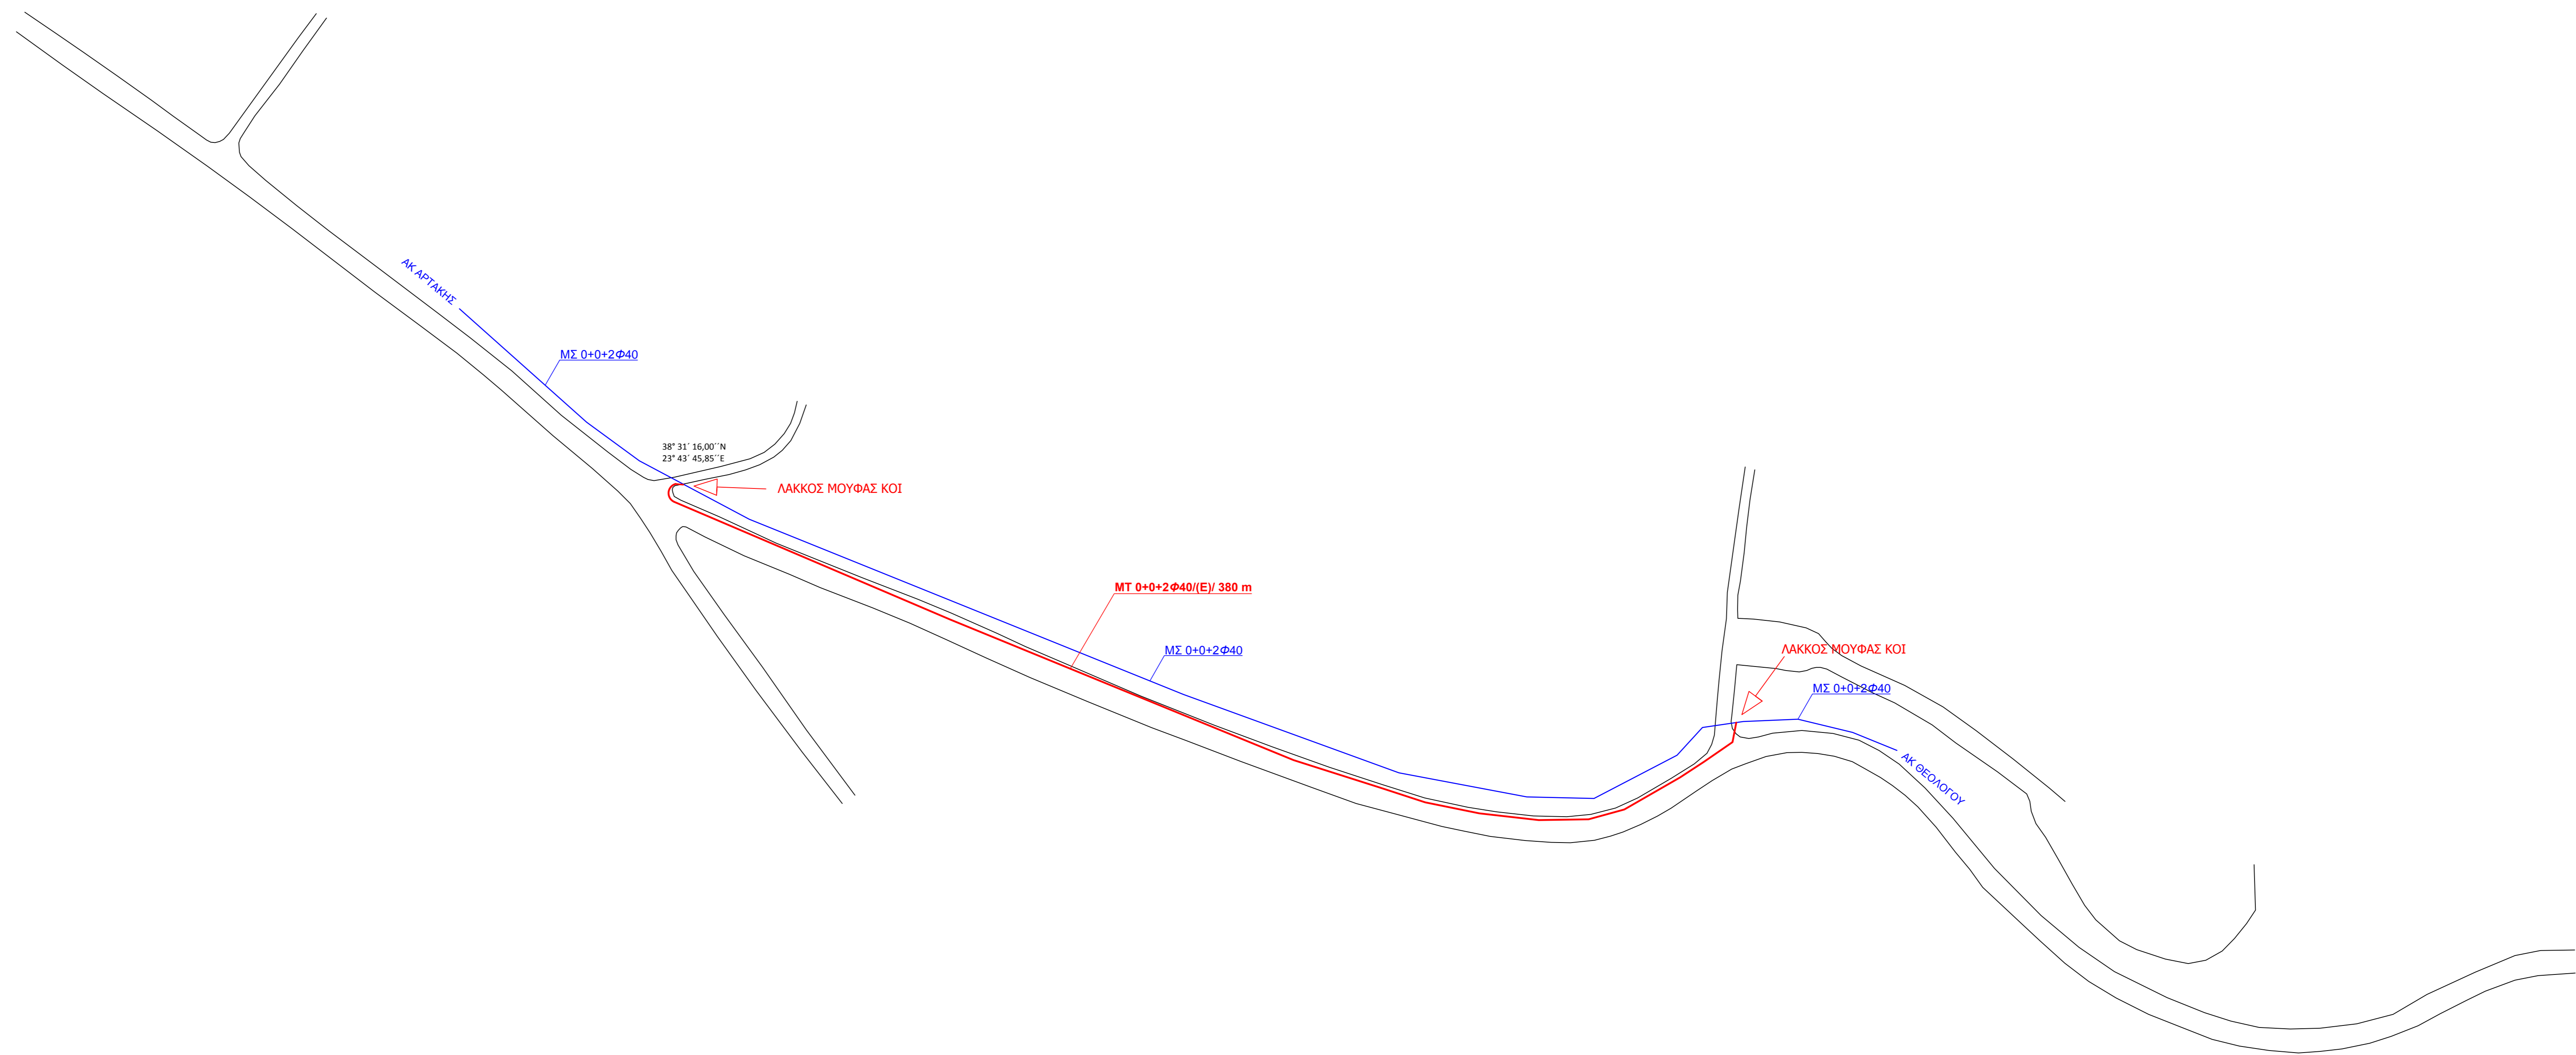 ΑΚ ΑΡΤΑΚΗΣ
ΜΣ 0+0+2Φ40
38° 31´ 16,00´´N
23° 43´ 45,85´´E
ΛΑΚΚΟΣ ΜΟΥΦΑΣ ΚΟΙ
ΜΤ 0+0+2Φ40/(Ε)/ 380 m
ΜΣ 0+0+2Φ40
ΛΑΚΚΟΣ ΜΟΥΦΑΣ ΚΟΙ
ΜΣ 0+0+2Φ40
ΑΚ ΘΕΟΛΟΓΟΥ